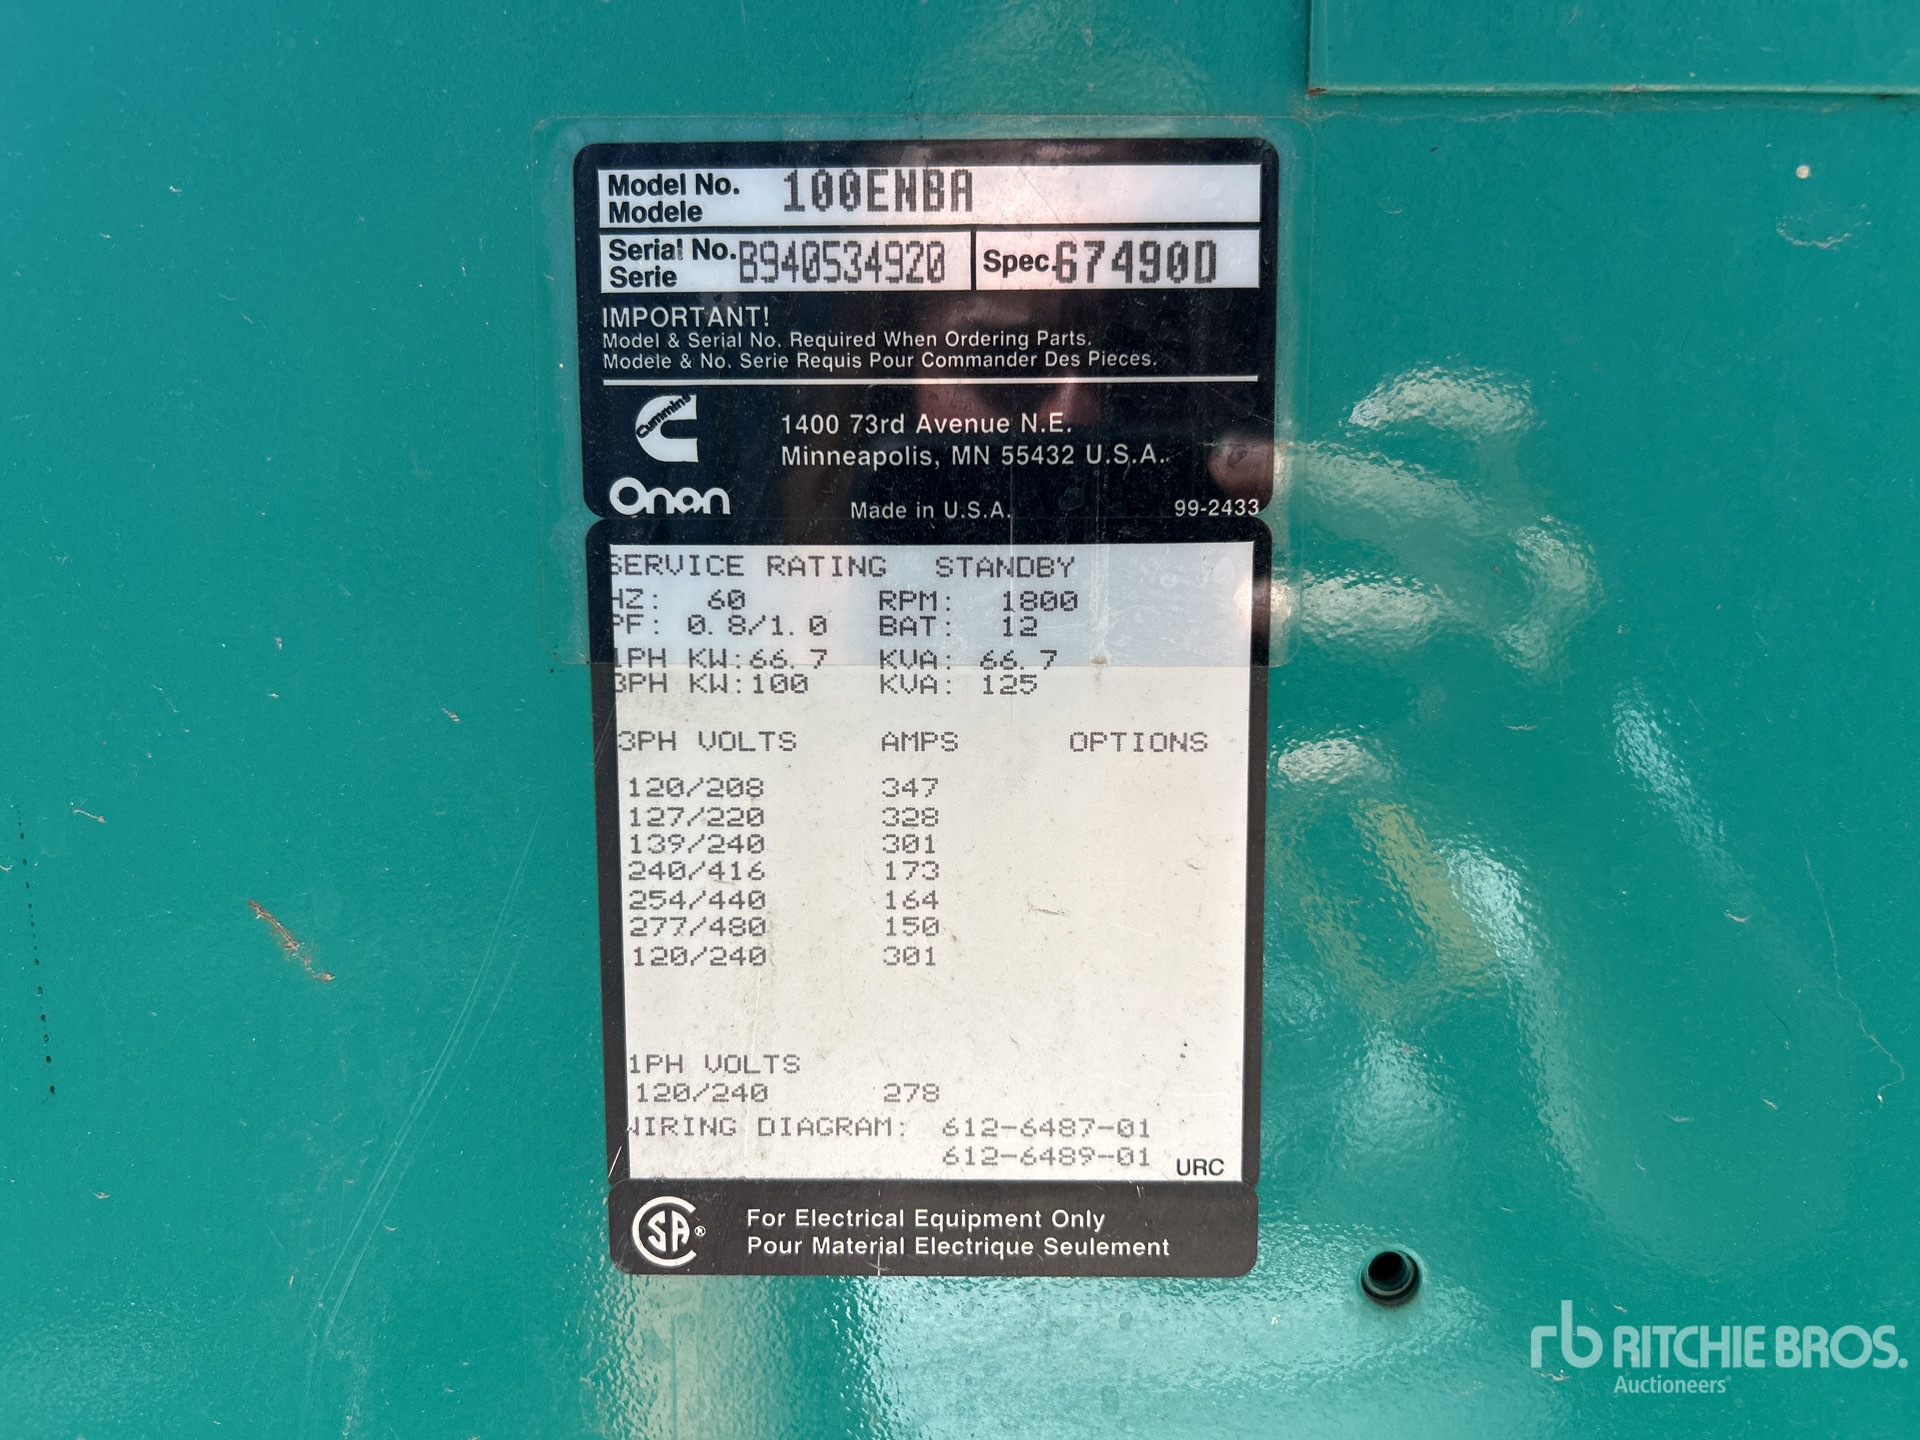 Model No. 100ENBA
Modele
Serial No. B940534920 Spec. 67490D
Serie
IMPORTANT!
Model & Serial No. Required When Ordering Parts.
Modele & No. Serie Requis Pour Commander Des Pieces.
Cummins
1400 73rd Avenue N.E.
Minneapolis, MN 55432 U.S.A.
Onan
Made in U.S.A. 99-2433
SERVICE RATING STANDBY
HZ: 60 RPM: 1800
PF: 0.8/1.0 BAT: 12
1PH KW:66.7 KVA: 66.7
3PH KW:100 KVA: 125
3PH VOLTS AMPS OPTIONS
120/208 347
127/220 328
139/240 301
240/416 173
254/440 164
277/480 150
120/240 301
1PH VOLTS
120/240 278
WIRING DIAGRAM: 612-6487-01
612-6489-01 URC
CSA®
For Electrical Equipment Only
Pour Material Electrique Seulement
rb RITCHIE BROS.
Auctioneers